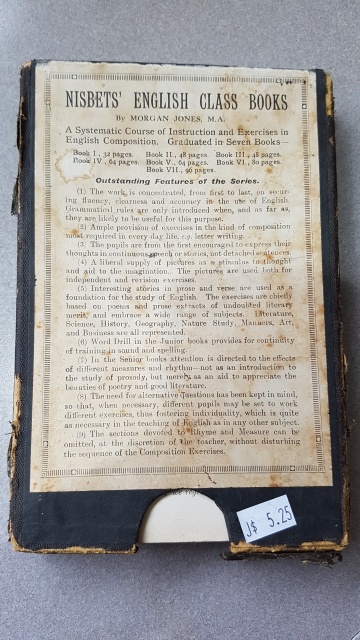 NISBETS' ENGLISH CLASS BOOKS
By MORGAN JONES, M.A.
A Systematic Course of Instruction and Exercises in
English Composition, Graduated in Seven Books—
Book I., 32 pages. Book II., 48 pages. Book III., 48 pages.
Book IV., 64 pages. Book V., 64 pages. Book VI., 80 pages.
Book VII., 96 pages.
Outstanding Features of the Series.
(1) The work is concentrated, from first to last, on secur-
ing fluency, clearness and accuracy in the use of English.
Grammatical rules are only introduced when, and as far as,
they are likely to be useful for this purpose.
(2) Ample provision of exercises in the kind of composition
most required in every day life, e.g. letter writing.
(3) The pupils are from the first encouraged to express their
thoughts in continuous speech or stories, not detached sentences.
(4) A liberal supply of pictures as a stimulus to thought
and aid to the imagination. The pictures are used both for
independent and revision exercises.
(5) Interesting stories in prose and verse are used as a
foundation for the study of English. The exercises are chiefly
based on poems and prose extracts of undoubted literary
merit, and embrace a wide range of subjects. Literature,
Science, History, Geography, Nature Study, Manners, Art,
and Business are all represented.
(6) Word Drill in the Junior books provides for continuity
of training in sound and spelling.
(7) In the Senior books attention is directed to the effects
of different measures and rhythm—not as an introduction to
the study of prosody, but merely as an aid to appreciate the
beauties of poetry and good literature.
(8) The need for alternative questions has been kept in mind,
so that, when necessary, different pupils may be set to work
different exercises, thus fostering individuality, which is quite
as necessary in the teaching of English as in any other subject.
(9) The sections devoted to Rhyme and Measure can be
omitted, at the discretion of the teacher, without disturbing
the sequence of the Composition Exercises.
J$ 5.25